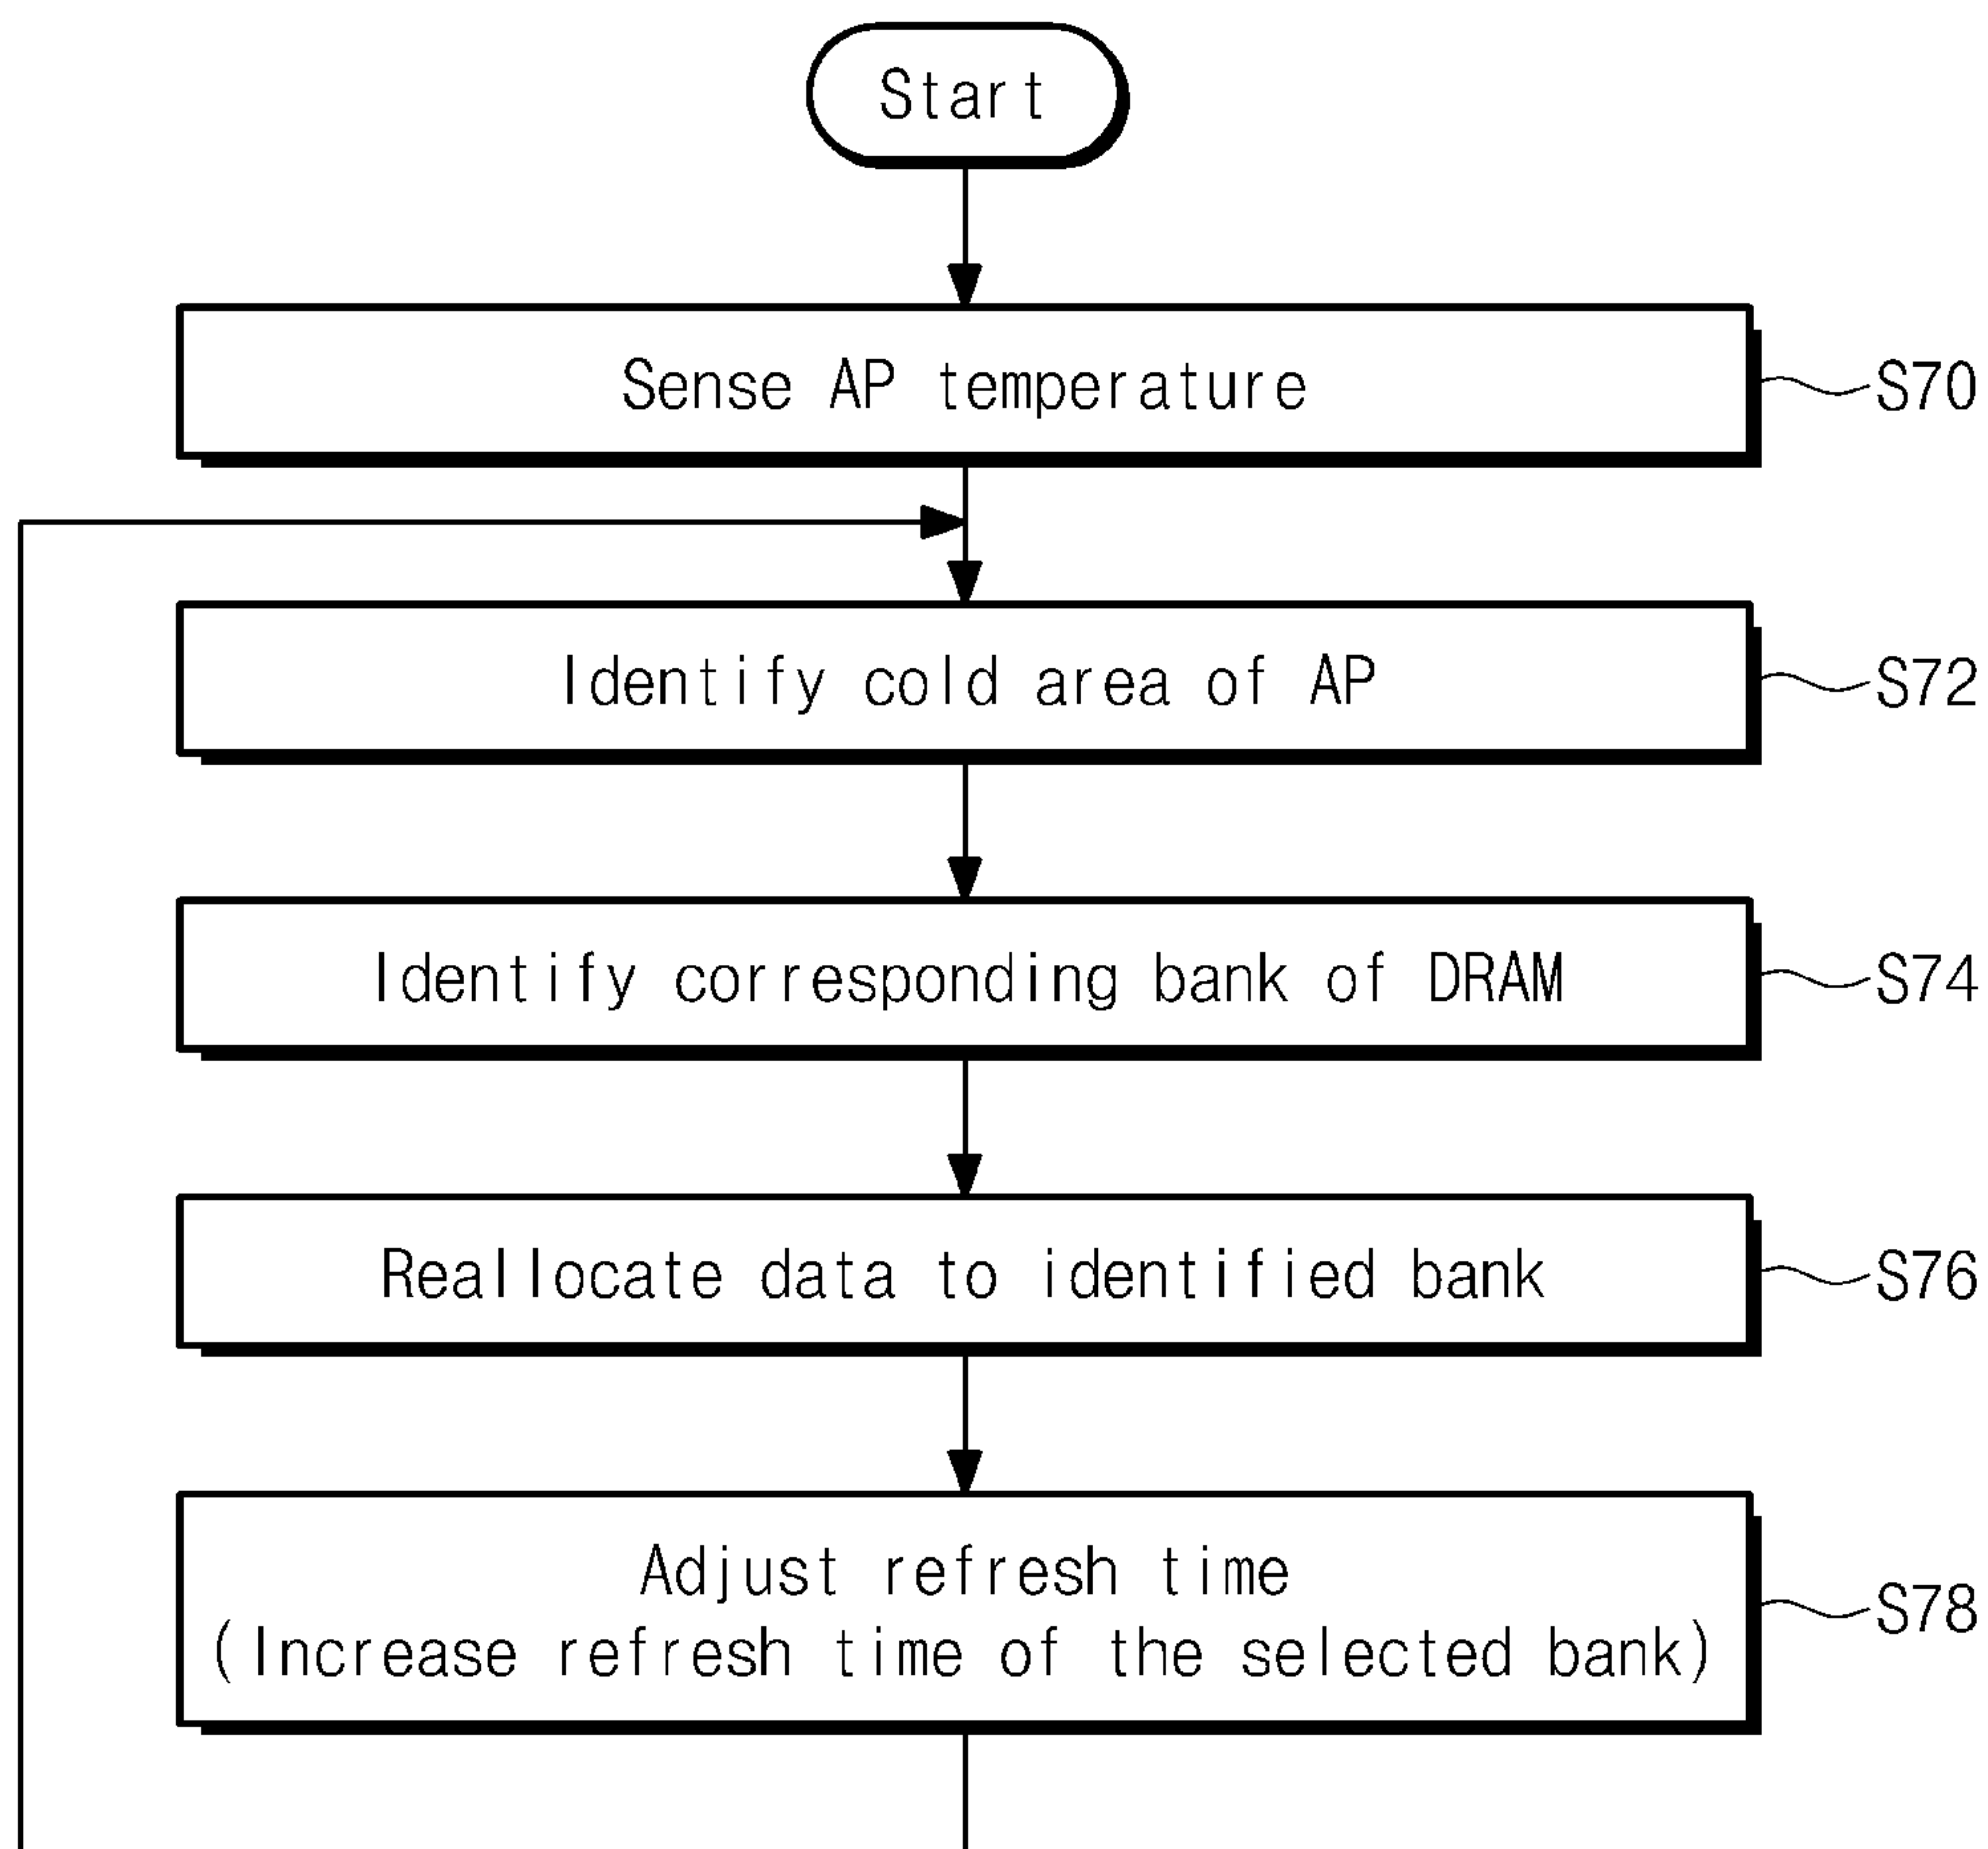 Start
Sense AP temperature
S70
Identify cold area of AP
S72
Identify corresponding bank of DRAM
S74
Reallocate data to identified bank
S76
Adjust refresh time
(Increase refresh time of the selected bank)
S78